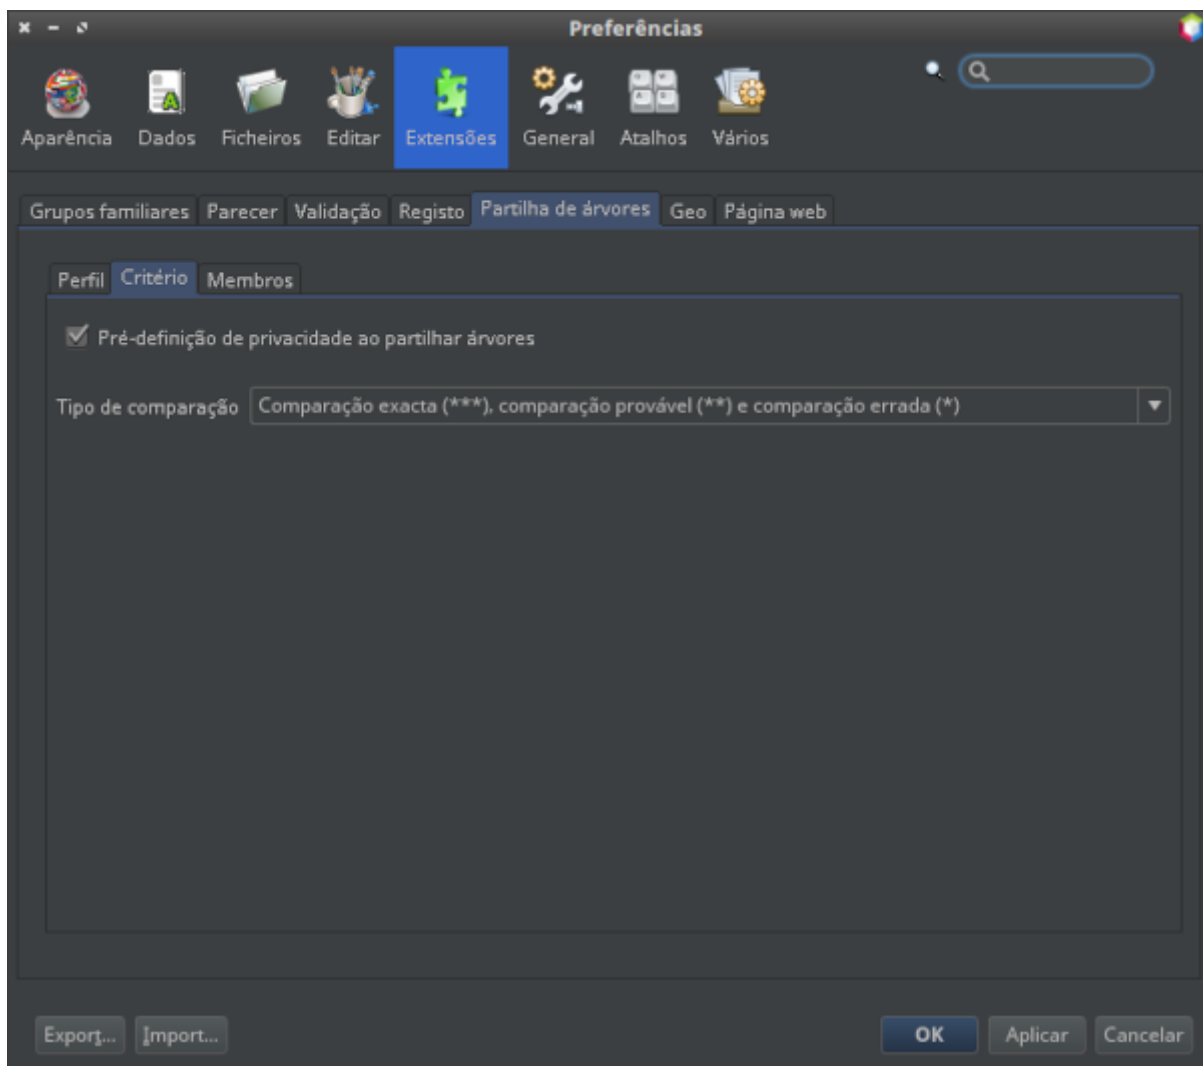 Preferências
Aparência Dados Ficheiros Editar Extensões General Atalhos Vários
Grupos familiares Parecer Validação Registo Partilha de árvores Geo Página web
Perfil Critério Membros
Pré-definição de privacidade ao partilhar árvores
Tipo de comparação Comparação exacta (***), comparação provável (**) e comparação errada (*)
Export... Import... OK Aplicar Cancelar